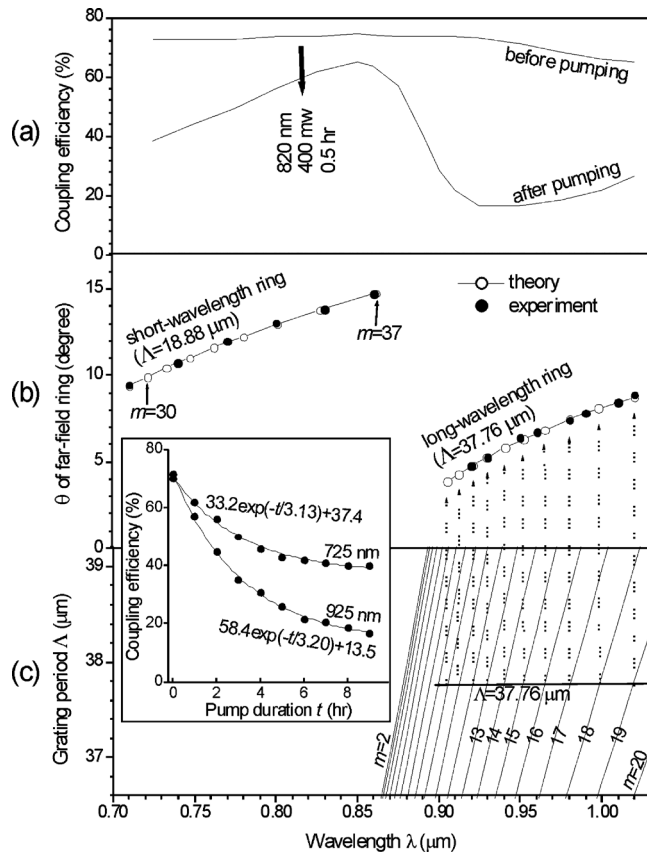 80
60
40
20
0
Coupling efficiency (%)
(a)
before pumping
820 nm
400 mw
0.5 hr
after pumping
15
10
5
0
θ of far-field ring (degree)
(b)
short-wavelength ring
(Λ=18.88 μm)
m=37
m=30
theory
experiment
long-wavelength ring
(Λ=37.76 μm)
80
60
40
20
0
Coupling efficiency (%)
33.2exp(-t/3.13)+37.4
725 nm
925 nm
58.4exp(-t/3.20)+13.5
0 2 4 6 8
Pump duration t (hr)
39
38
37
Grating period Λ (μm)
(c)
Λ=37.76 μm
m=2
13
14
15
16
17
18
19
m=20
0.70 0.75 0.80 0.85 0.90 0.95 1.00
Wavelength λ (μm)